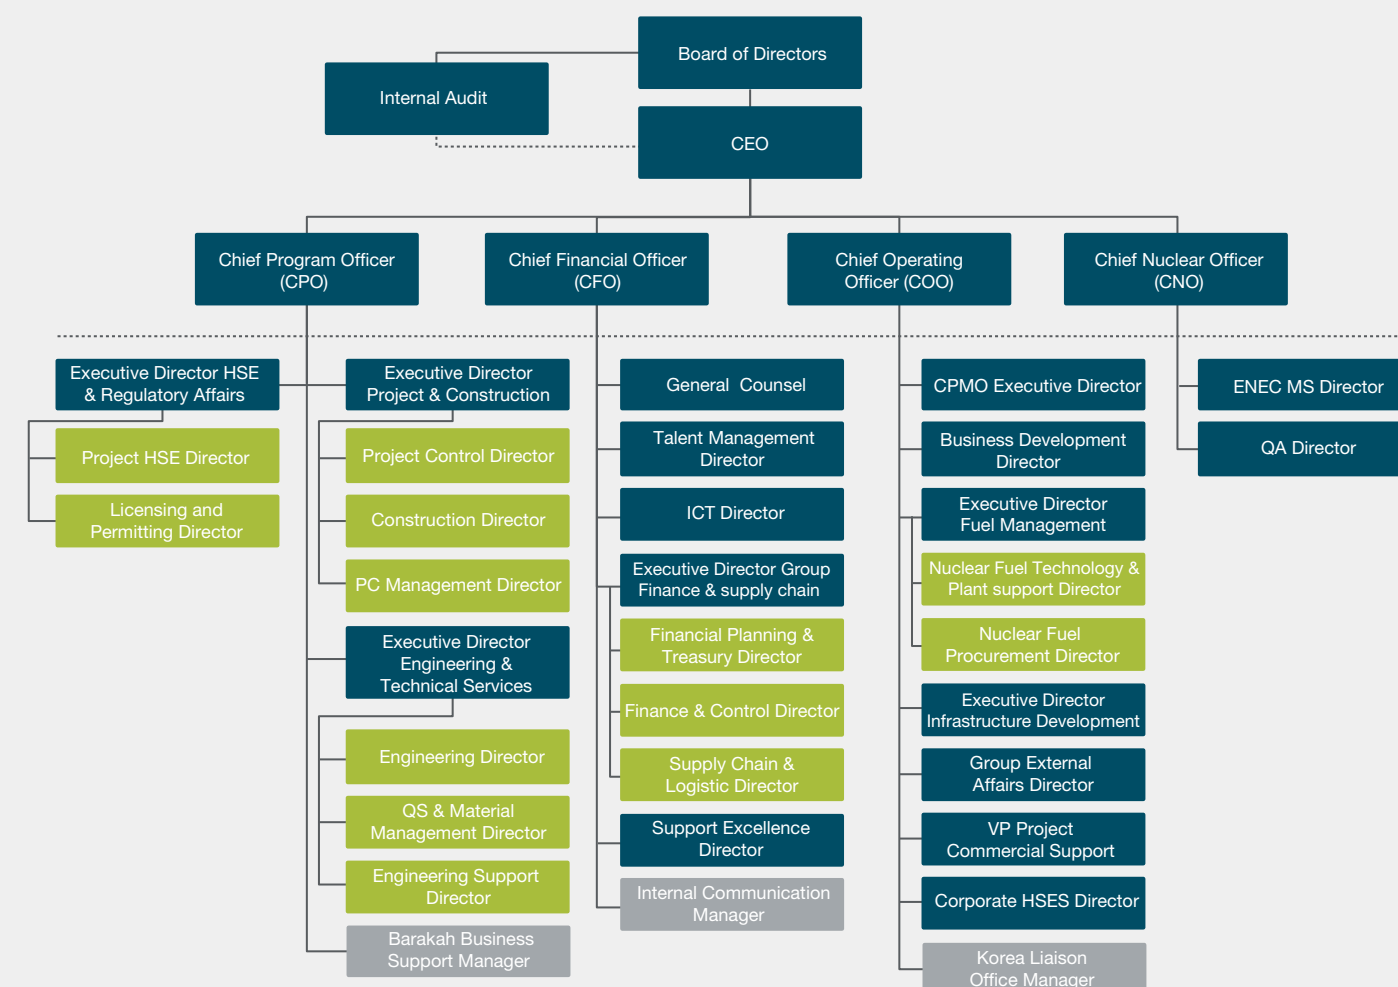 Board of Directors
Internal Audit
CEO
Chief Program Officer
(CPO)
Chief Financial Officer
(CFO)
Chief Operating
Officer (COO)
Chief Nuclear Officer
(CNO)
Executive Director HSE
& Regulatory Affairs
Project HSE Director
Licensing and
Permitting Director
Executive Director
Project & Construction
Project Control Director
Construction Director
PC Management Director
Executive Director
Engineering &
Technical Services
Engineering Director
QS & Material
Management Director
Engineering Support
Director
Barakah Business
Support Manager
General Counsel
Talent Management
Director
ICT Director
Executive Director Group
Finance & supply chain
Financial Planning &
Treasury Director
Finance & Control Director
Supply Chain &
Logistic Director
Support Excellence
Director
Internal Communication
Manager
CPMO Executive Director
Business Development
Director
Executive Director
Fuel Management
Nuclear Fuel Technology &
Plant support Director
Nuclear Fuel
Procurement Director
Executive Director
Infrastructure Development
Group External
Affairs Director
VP Project
Commercial Support
Corporate HSES Director
Korea Liaison
Office Manager
ENEC MS Director
QA Director